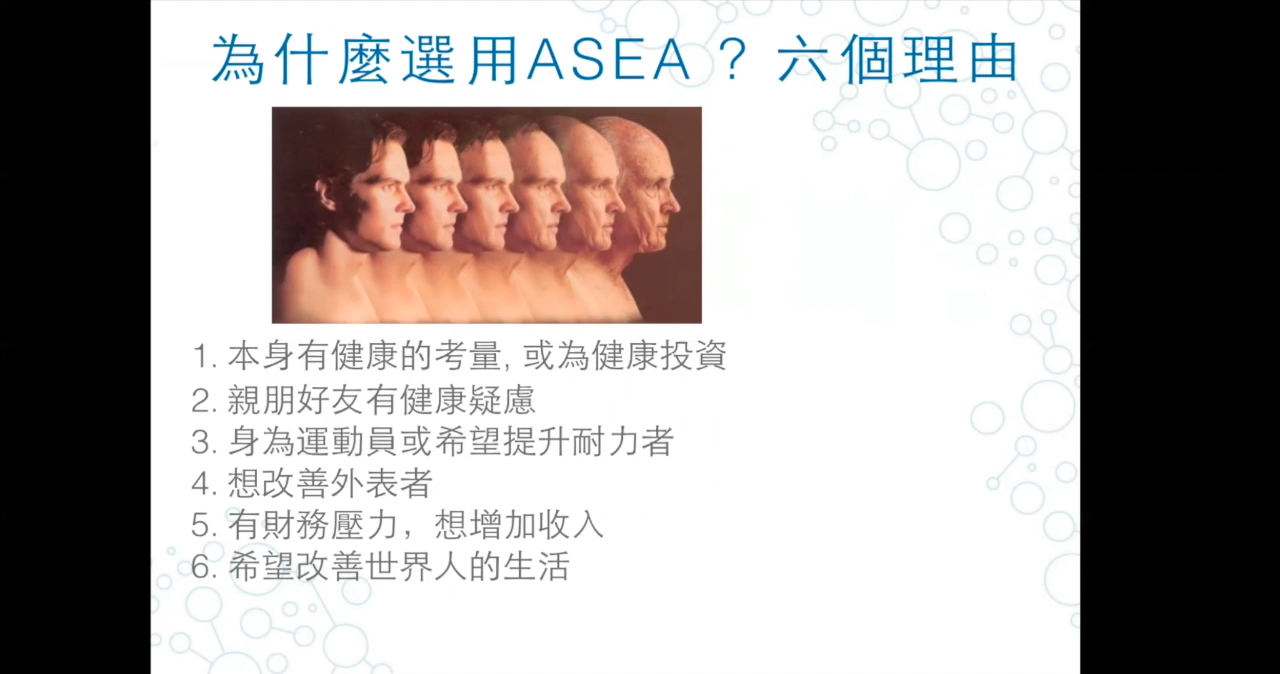 為什麼選用ASEA？六個理由
1. 本身有健康的考量, 或為健康投資
2. 親朋好友有健康疑慮
3. 身為運動員或希望提升耐力者
4. 想改善外表者
5. 有財務壓力，想增加收入
6. 希望改善世界人的生活